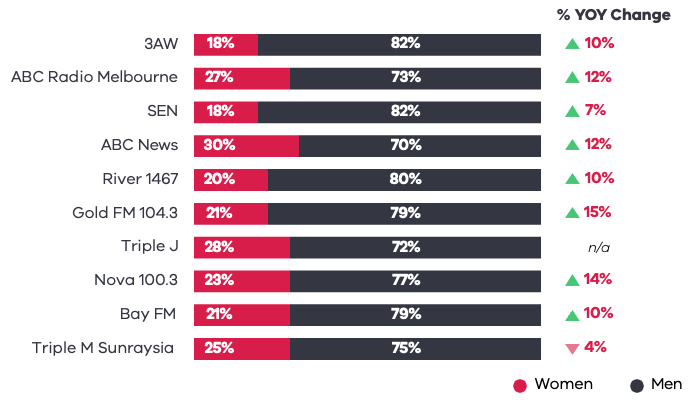 % YOY Change
3AW 18% 82% 10%
ABC Radio Melbourne 27% 73% 12%
SEN 18% 82% 7%
ABC News 30% 70% 12%
River 1467 20% 80% 10%
Gold FM 104.3 21% 79% 15%
Triple J 28% 72% n/a
Nova 100.3 23% 77% 14%
Bay FM 21% 79% 10%
Triple M Sunraysia 25% 75% 4%
Women Men